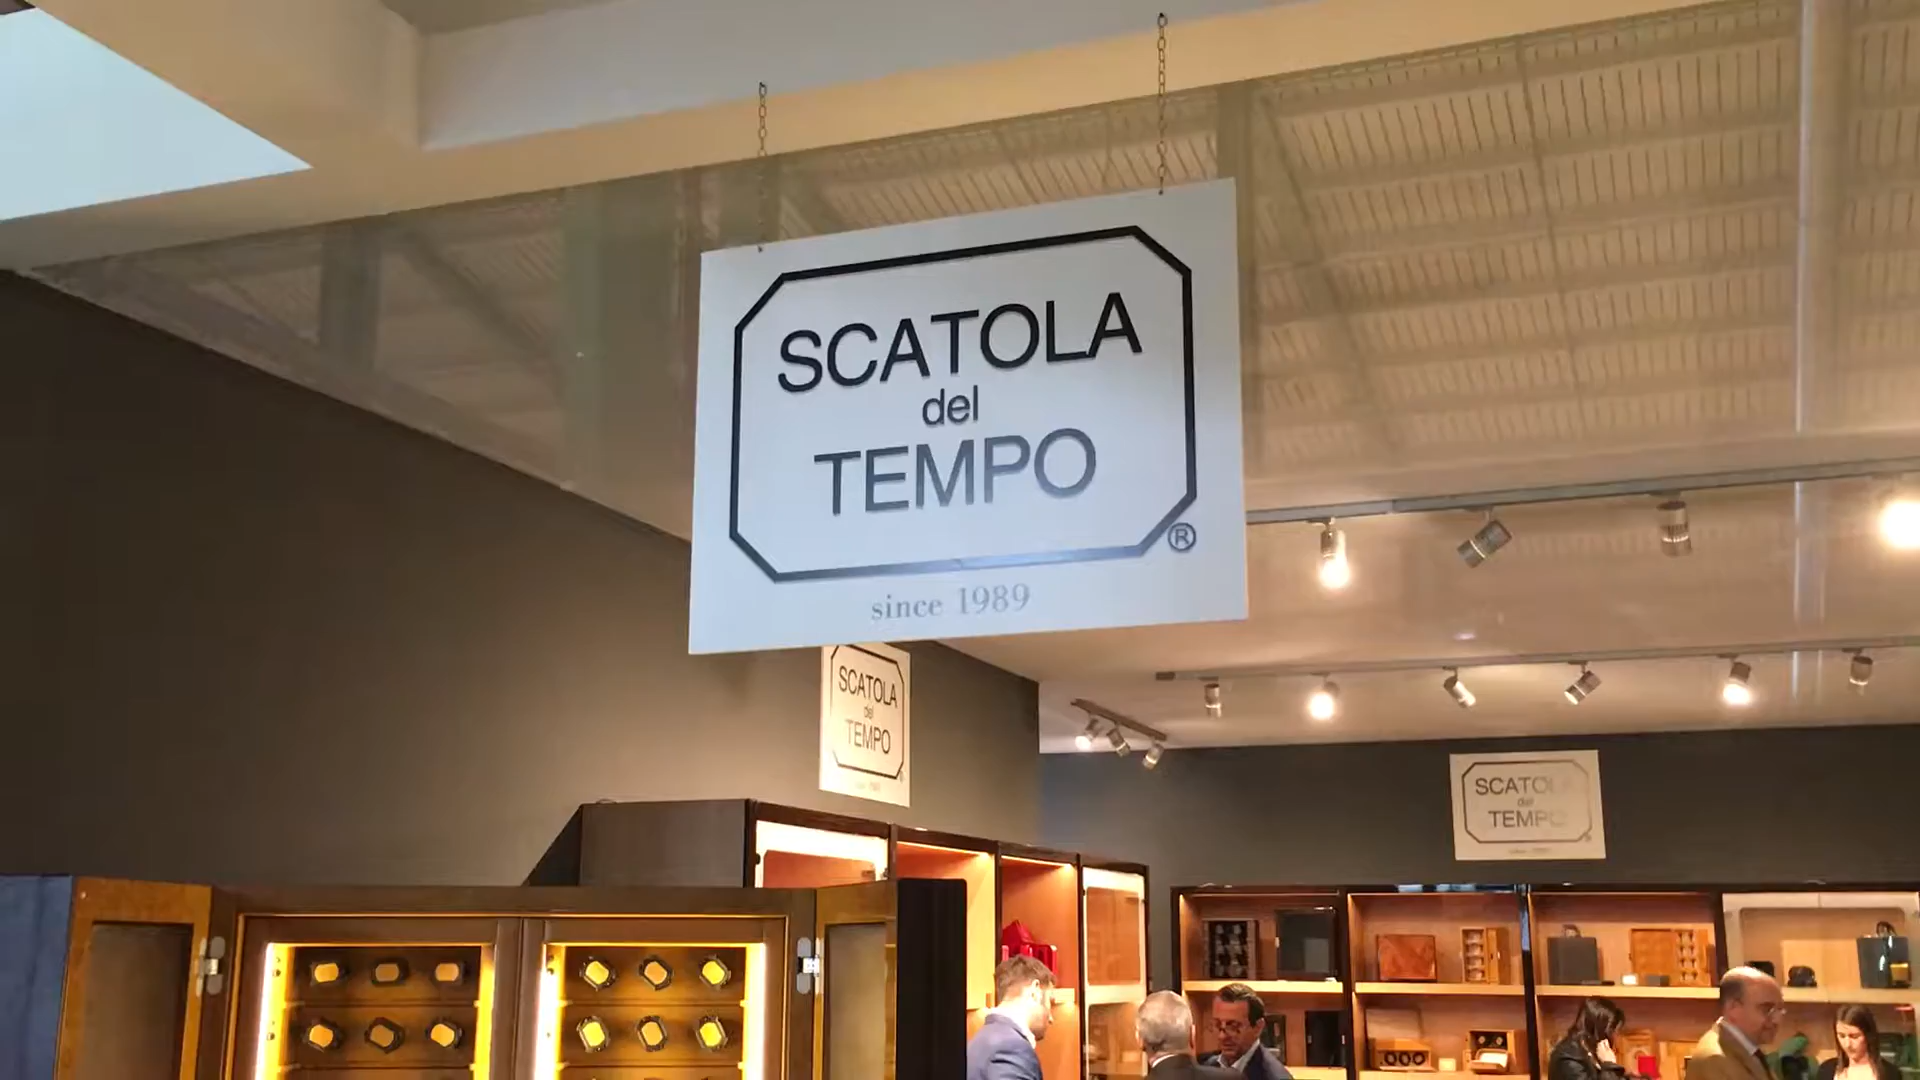 SCATOLA
del
TEMPO
®
since 1989
SCATOLA
del
TEMPO
SCATOLA
del
TEMPO